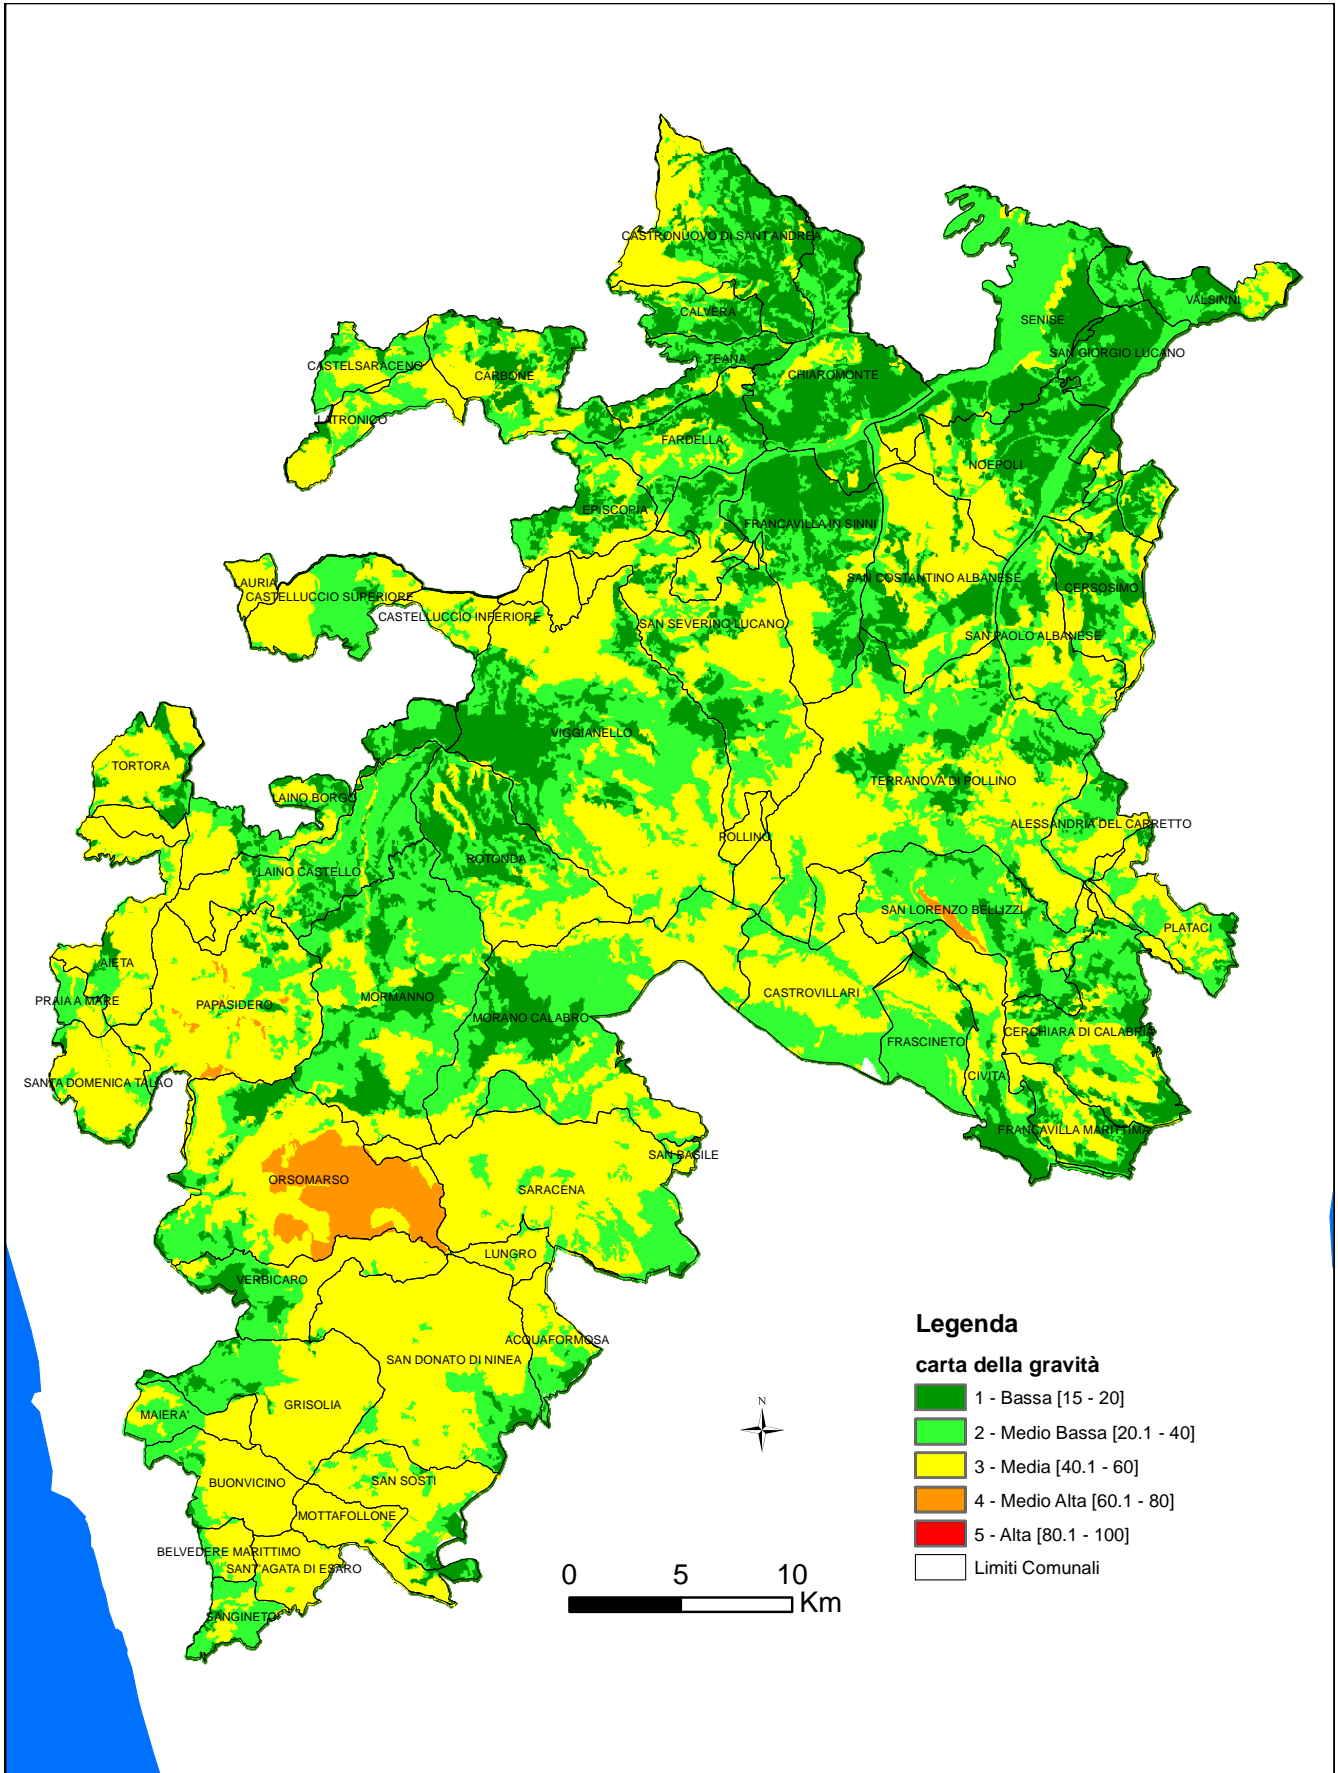 CASTRONUOVO DI SANT'ANDREA
VALSINNI
CALVERA
SENISE
SAN GIORGIO LUCANO
TEANA
CASTELSARACENO
CARBONE
CHIAROMONTE
LATRONICO
FARDELLA
NOEPOLI
EPISCOPIA
FRANCAVILLA IN SINNI
LAURIA
CASTELLUCCIO SUPERIORE
SAN COSTANTINO ALBANESE
CERSOSIMO
CASTELLUCCIO INFERIORE
SAN SEVERINO LUCANO
SAN PAOLO ALBANESE
VIGGIANELLO
TORTORA
TERRANOVA DI POLLINO
LAINO BORGO
ALESSANDRIA DEL CARRETTO
POLLINO
ROTONDA
LAINO CASTELLO
SAN LORENZO BELLIZZI
PLATACI
AIETA
PRAIA A MARE
PAPASIDERO
MORMANNO
CASTROVILLARI
MORANO CALABRO
CERCHIARA DI CALABRIA
FRASCINETO
SANTA DOMENICA TALAO
CIVITA
FRANCAVILLA MARITTIMA
SAN BASILE
ORSOMARSO
SARACENA
LUNGRO
VERBICARO
ACQUAFORMOSA
SAN DONATO DI NINEA
GRISOLIA
MAIERA'
SAN SOSTI
BUONVICINO
MOTTAFOLLONE
BELVEDERE MARITTIMO
SANT'AGATA DI ESARO
SANGINETO
N
0 5 10
Km
Legenda
carta della gravità
1 - Bassa [15 - 20]
2 - Medio Bassa [20.1 - 40]
3 - Media [40.1 - 60]
4 - Medio Alta [60.1 - 80]
5 - Alta [80.1 - 100]
Limiti Comunali